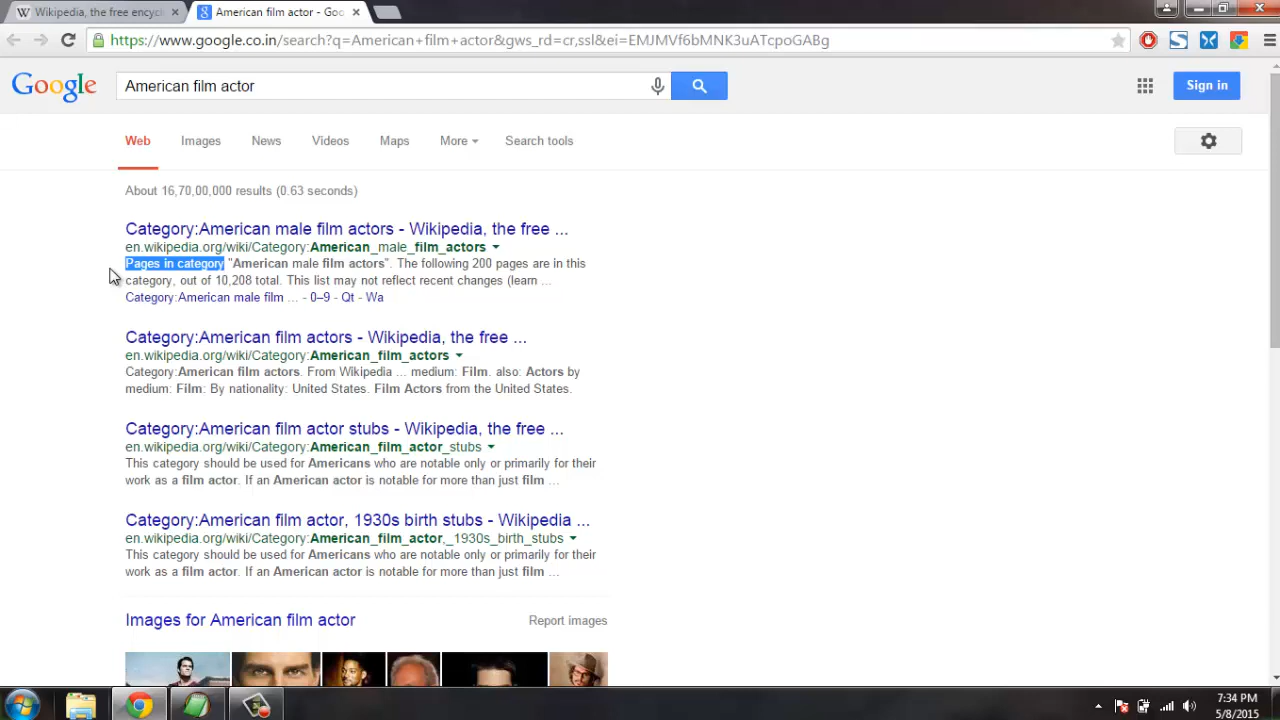 Wikipedia, the free encycl
American film actor - Goo
https://www.google.co.in/search?q=American+film+actor&gws_rd=cr,ssl&ei=EMJMVf6bMNK3uATcpoGABg
Google
American film actor
Sign in
Web
Images
News
Videos
Maps
More
Search tools
About 16,70,00,000 results (0.63 seconds)
Category:American male film actors - Wikipedia, the free ...
en.wikipedia.org/wiki/Category:American_male_film_actors
Pages in category "American male film actors". The following 200 pages are in this
category, out of 10,208 total. This list may not reflect recent changes (learn ...
Category:American male film ... - 0–9 - Qt - Wa
Category:American film actors - Wikipedia, the free ...
en.wikipedia.org/wiki/Category:American_film_actors
Category:American film actors. From Wikipedia ... medium: Film. also: Actors by
medium: Film: By nationality: United States. Film Actors from the United States.
Category:American film actor stubs - Wikipedia, the free ...
en.wikipedia.org/wiki/Category:American_film_actor_stubs
This category should be used for Americans who are notable only or primarily for their
work as a film actor. If an American actor is notable for more than just film ...
Category:American film actor, 1930s birth stubs - Wikipedia ...
en.wikipedia.org/wiki/Category:American_film_actor,_1930s_birth_stubs
This category should be used for Americans who are notable only or primarily for their
work as a film actor. If an American actor is notable for more than just film ...
Images for American film actor
Report images
7:34 PM
5/8/2015